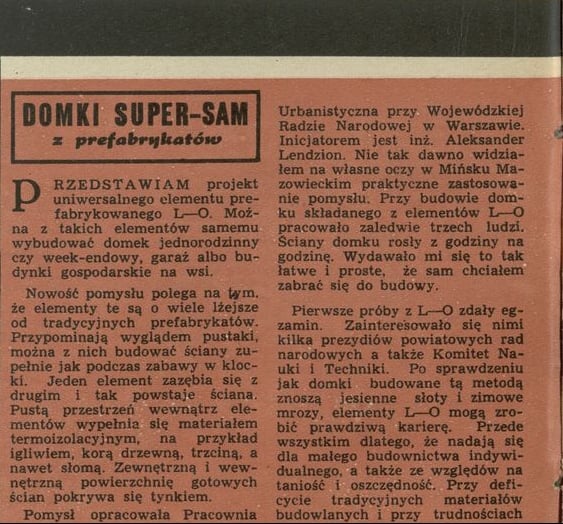 DOMKI SUPER-SAM
z prefabrykatów
PRZEDSTAWIAM projekt
uniwersalnego elementu pre-
fabrykowanego L—O. Moż-
na z takich elementów samemu
wybudować domek jednorodzinny
czy week-endowy, garaż albo bu-
dynki gospodarskie na wsi.
Nowość pomysłu polega na tym,
że elementy te są o wiele lżejsze
od tradycyjnych prefabrykatów.
Przypominają wyglądem pustaki,
można z nich budować ściany zu-
pełnie jak podczas zabawy w kloc-
ki. Jeden element zazębia się z
drugim i tak powstaje ściana.
Pustą przestrzeń wewnątrz ele-
mentów wypełnia się materiałem
termoizolacyjnym, na przykład
igliwiem, korą drzewną, trzciną, a
nawet słomą. Zewnętrzną i wew-
nętrzną powierzchnię gotowych
ścian pokrywa się tynkiem.
Pomysł opracowała Pracownia
Urbanistyczna przy Wojewódzkiej
Radzie Narodowej w Warszawie.
Inicjatorem jest inż. Aleksander
Lendzion. Nie tak dawno widzia-
łem na własne oczy w Mińsku Ma-
zowieckim praktyczne zastosowa-
nie pomysłu. Przy budowie dom-
ku składanego z elementów L—O
pracowało zaledwie trzech ludzi.
Ściany domku rosły z godziny na
godzinę. Wydawało mi się to tak
łatwe i proste, że sam chciałem
zabrać się do budowy.
Pierwsze próby z L—O zdały eg-
zamin. Zainteresowało się nimi
kilka prezydiów powiatowych rad
narodowych a także Komitet Na-
uki i Techniki. Po sprawdzeniu
jak domki budowane tą metodą
znoszą jesienne słoty i zimowe
mrozy, elementy L—O mogą zro-
bić prawdziwą karierę. Przede
wszystkim dlatego, że nadają się
dla małego budownictwa indywi-
dualnego, a także ze względów na
taniość i oszczędność. Przy defi-
cycie tradycyjnych materiałów
budowlanych i przy trudnościach